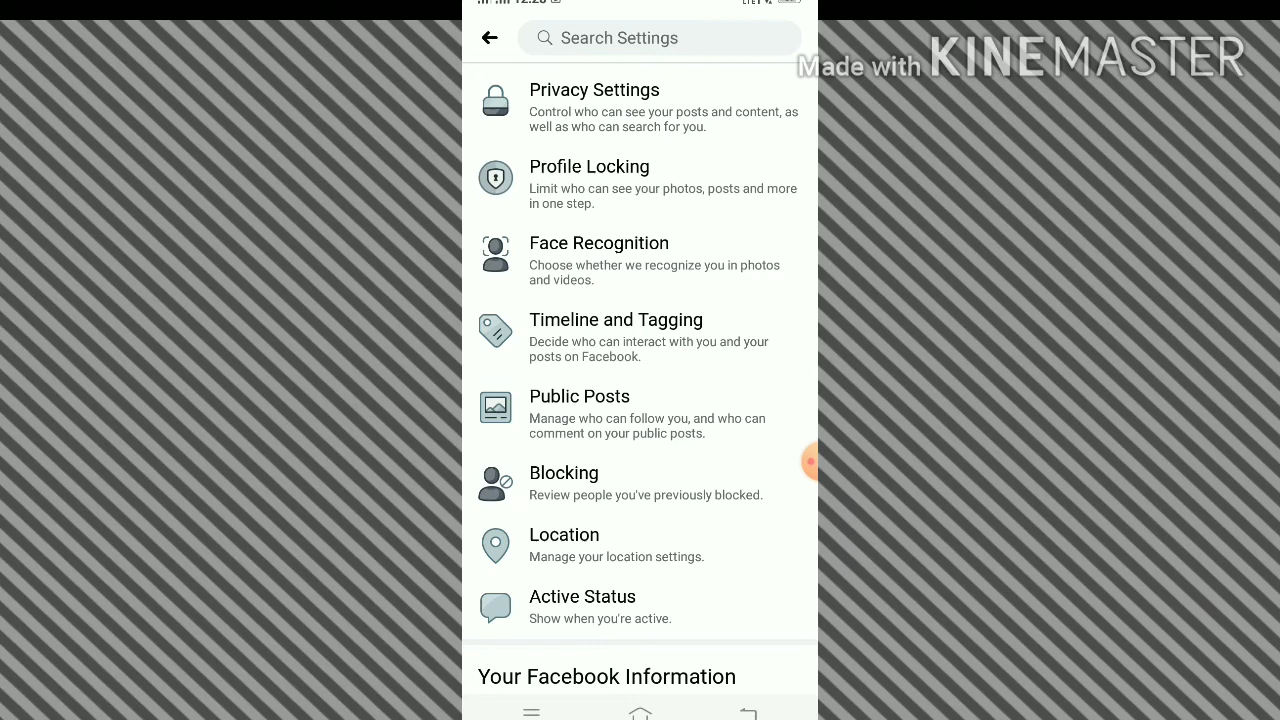 Search Settings
Made with KINEMASTER
Privacy Settings
Control who can see your posts and content, as
well as who can search for you.
Profile Locking
Limit who can see your photos, posts and more
in one step.
Face Recognition
Choose whether we recognize you in photos
and videos.
Timeline and Tagging
Decide who can interact with you and your
posts on Facebook.
Public Posts
Manage who can follow you, and who can
comment on your public posts.
Blocking
Review people you've previously blocked.
Location
Manage your location settings.
Active Status
Show when you're active.
Your Facebook Information